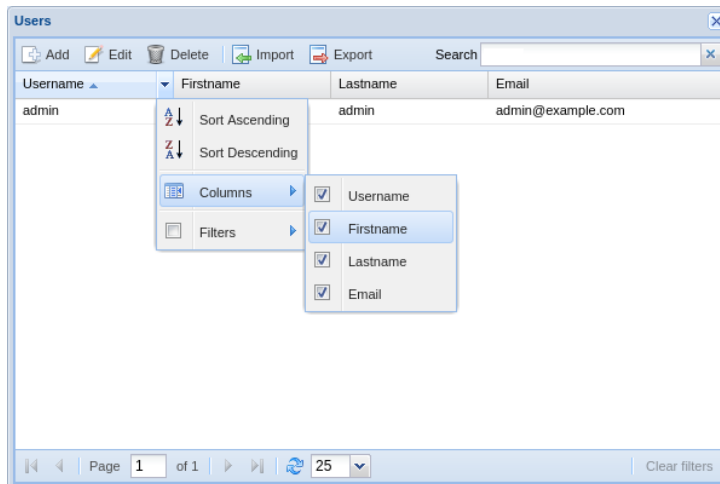 Users
Add Edit Delete Import Export Search
Username Firstname Lastname Email
admin admin admin@example.com
Sort Ascending
Sort Descending
Columns
Username
Firstname
Filters
Lastname
Email
Page 1 of 1 25 Clear filters